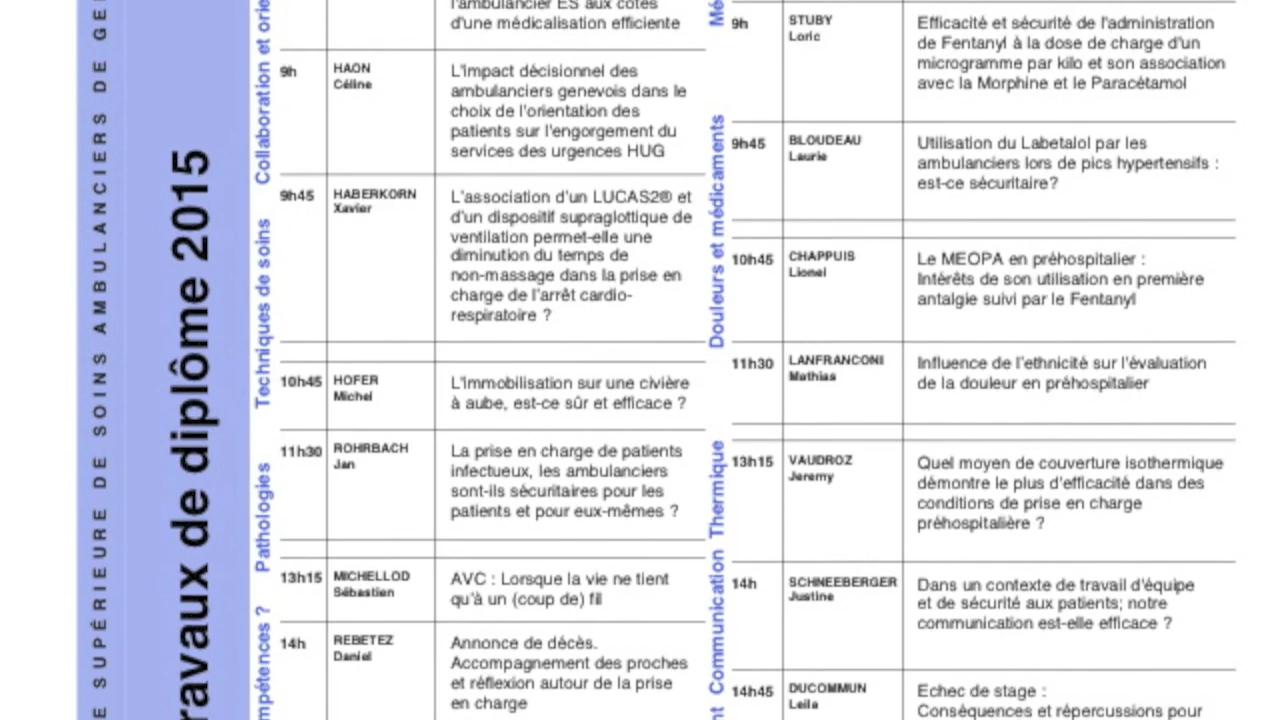 E SUPÉRIEURE DE SOINS AMBULANCIERS DE GE
ravaux de diplôme 2015
Collaboration et orie
l'ambulancier ES aux côtés
d'une médicalisation efficiente
9h
HAON
Céline
L'impact décisionnel des
ambulanciers genevois dans le
choix de l'orientation des
patients sur l'engorgement du
services des urgences HUG
Techniques de soins
9h45
HABERKORN
Xavier
L'association d'un LUCAS2® et
d'un dispositif supraglottique de
ventilation permet-elle une
diminution du temps de
non-massage dans la prise en
charge de l'arrêt cardio-
respiratoire ?
10h45
HOFER
Michel
L'immobilisation sur une civière
à aube, est-ce sûr et efficace ?
Pathologies
11h30
ROHRBACH
Jan
La prise en charge de patients
infectueux, les ambulanciers
sont-ils sécuritaires pour les
patients et pour eux-mêmes ?
13h15
MICHELLOD
Sébastien
AVC : Lorsque la vie ne tient
qu'à un (coup de) fil
mpétences ?
14h
REBETEZ
Daniel
Annonce de décès.
Accompagnement des proches
et réflexion autour de la prise
en charge
Mé
9h
STUBY
Loric
Efficacité et sécurité de l'administration
de Fentanyl à la dose de charge d'un
microgramme par kilo et son association
avec la Morphine et le Paracétamol
Douleurs et médicaments
9h45
BLOUDEAU
Laurie
Utilisation du Labetalol par les
ambulanciers lors de pics hypertensifs :
est-ce sécuritaire?
10h45
CHAPPUIS
Lionel
Le MEOPA en préhospitalier :
Intérêts de son utilisation en première
antalgie suivi par le Fentanyl
11h30
LANFRANCONI
Mathias
Influence de l'ethnicité sur l'évaluation
de la douleur en préhospitalier
Thermique
13h15
VAUDROZ
Jeremy
Quel moyen de couverture isothermique
démontre le plus d'efficacité dans des
conditions de prise en charge
préhospitalière ?
Communication
14h
SCHNEEBERGER
Justine
Dans un contexte de travail d'équipe
et de sécurité aux patients; notre
communication est-elle efficace ?
nt
14h45
DUCOMMUN
Leila
Echec de stage :
Conséquences et répercussions pour